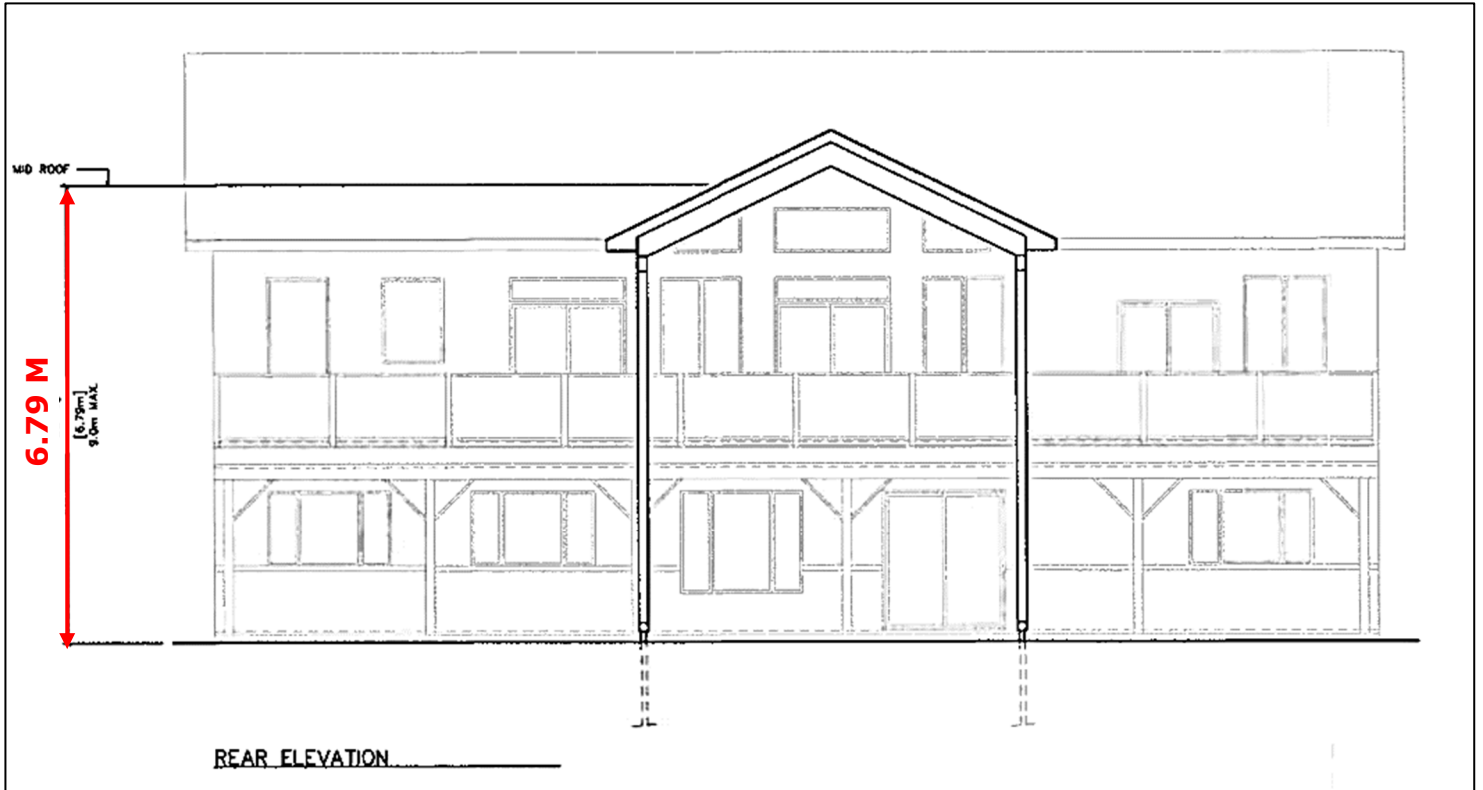 MID ROOF
6.79 M
[6.79m]
9.0m MAX.
REAR ELEVATION